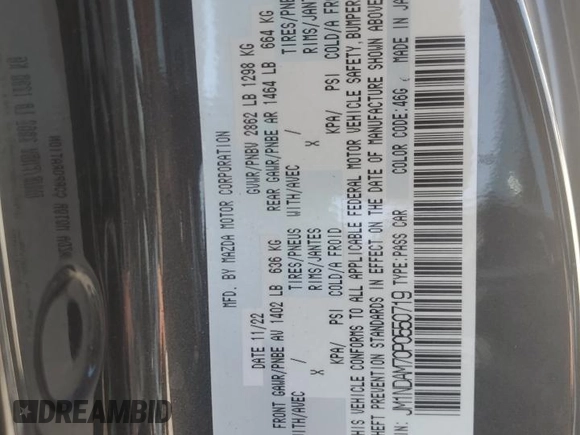 MFD. BY MAZDA MOTOR CORPORATION
DATE 11/22 GVWR/PNBV 2862 LB 1298 KG
FRONT GAWR/PNBE AV 1402 LB 636 KG REAR GAWR/PNBE AR 1464 LB 664 KG
WITH/AVEC TIRES/PNEUS WITH/AVEC / TIRES/PNE
X / RIMS/JANTES X RIMS/JANTES
KPA/ PSI COLD/A FROID KPA/ PSI COLD/A FROI
THIS VEHICLE CONFORMS TO ALL APPLICABLE FEDERAL MOTOR VEHICLE SAFETY, BUMPER
THEFT PREVENTION STANDARDS IN EFFECT ON THE DATE OF MANUFACTURE SHOWN ABOVE
JM1NDAM70P0550719 TYPE:PASS CAR COLOR CODE:46G MADE IN JA
DREAMBID